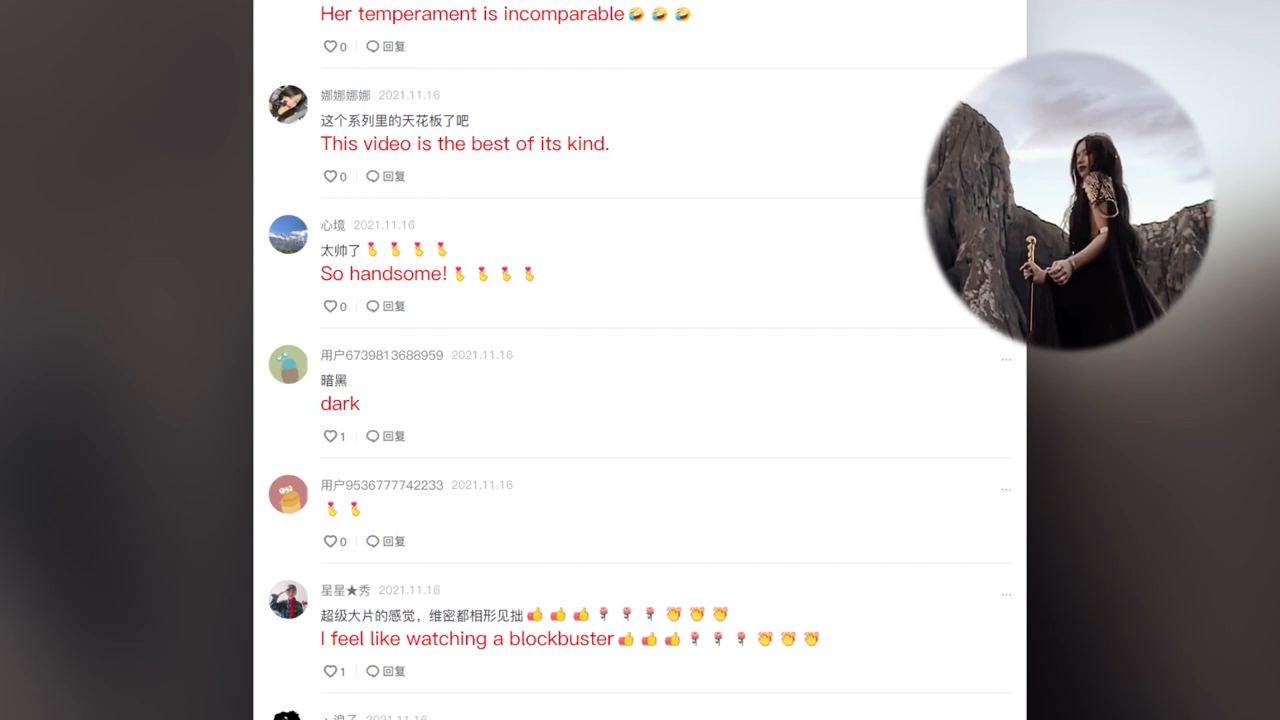 Her temperament is incomparable🤣🤣🤣
0 回复
娜娜娜娜 2021.11.16
这个系列里的天花板了吧
This video is the best of its kind.
0 回复
心境 2021.11.16
太帅了
So handsome!
0 回复
用户6739813688959 2021.11.16
...
暗黑
dark
1 回复
用户9536777742233 2021.11.16
...
0 回复
星星★秀 2021.11.16
...
超级大片的感觉，维密都相形见拙👍👍👍🌹🌹🌹👏👏👏
I feel like watching a blockbuster👍👍👍🌹🌹🌹👏👏👏
1 回复
2021.11.16